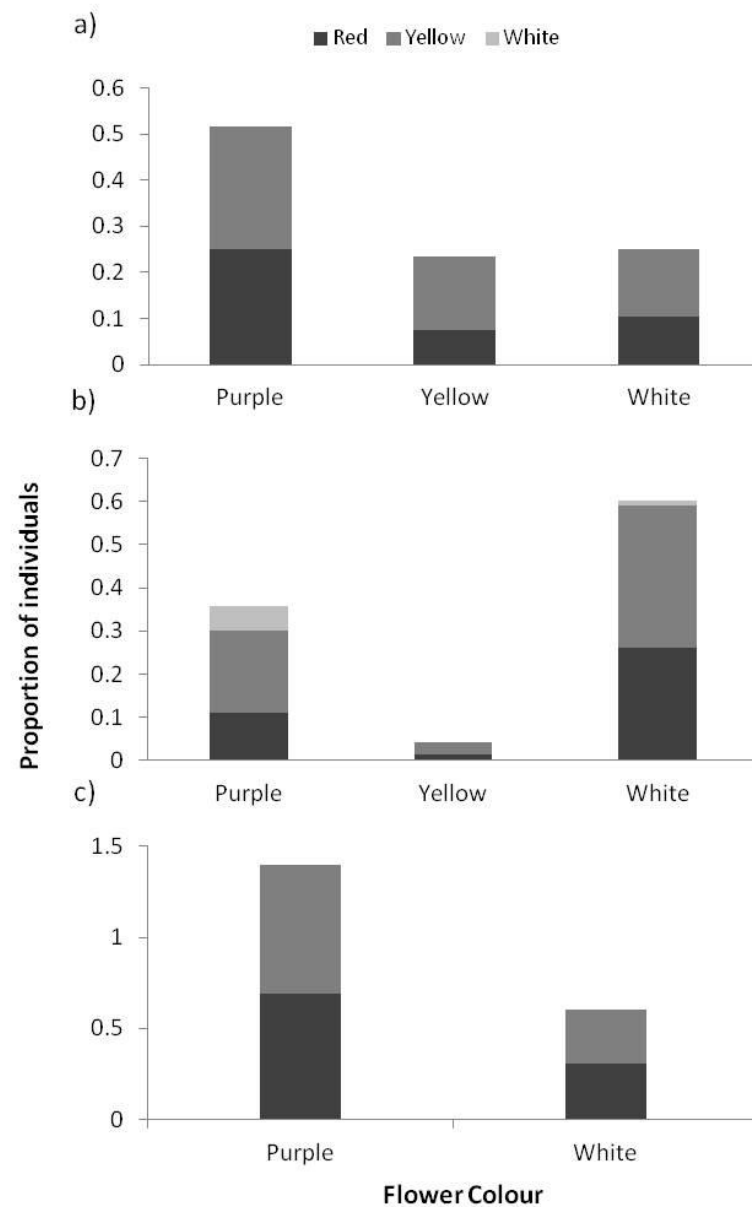 a)
Red Yellow White
0.6
0.5
0.4
0.3
0.2
0.1
0
Purple Yellow White
b)
0.7
0.6
0.5
0.4
0.3
0.2
0.1
0
Purple Yellow White
Proportion of individuals
c)
1.5
1
0.5
0
Purple White
Flower Colour